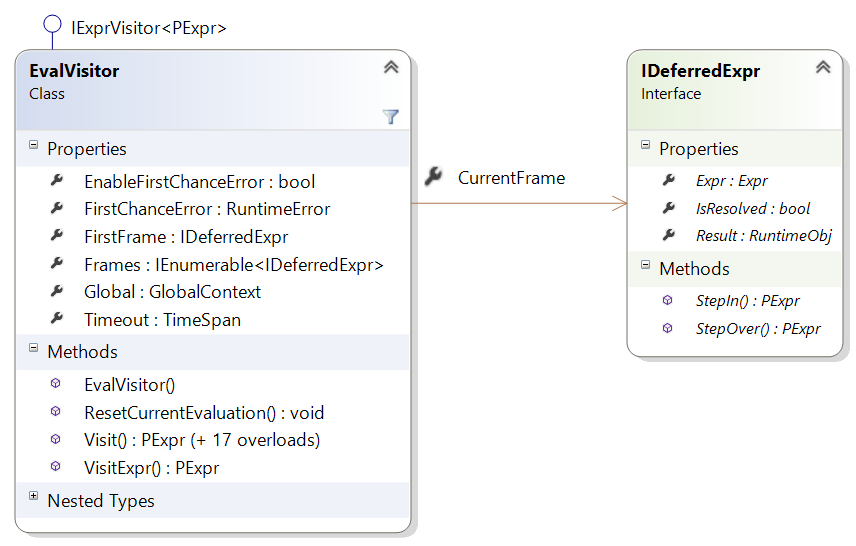 IExprVisitor<PExpr>
EvalVisitor
Class
Properties
EnableFirstChanceError : bool
FirstChanceError : RuntimeError
FirstFrame : IDeferredExpr
Frames : IEnumerable<IDeferredExpr>
Global : GlobalContext
Timeout : TimeSpan
Methods
EvalVisitor()
ResetCurrentEvaluation() : void
Visit() : PExpr (+ 17 overloads)
VisitExpr() : PExpr
Nested Types
CurrentFrame
IDeferredExpr
Interface
Properties
Expr : Expr
IsResolved : bool
Result : RuntimeObj
Methods
StepIn() : PExpr
StepOver() : PExpr